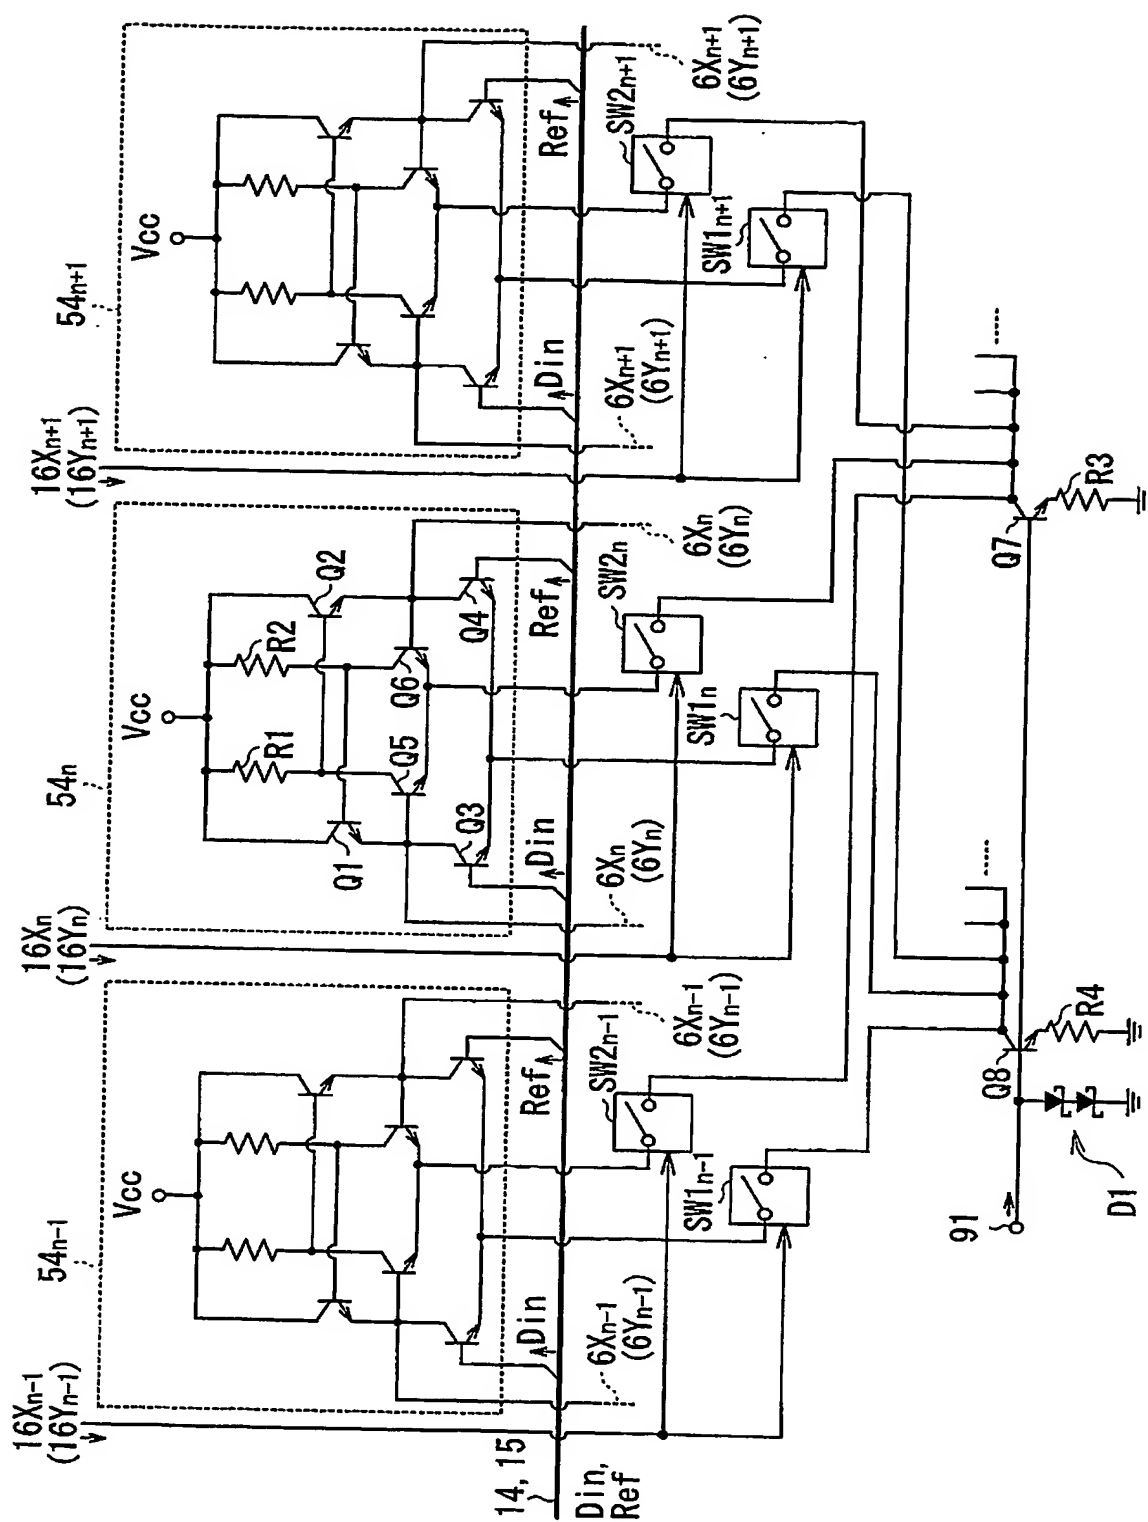 16Xn-1
(16Yn-1)
54n-1
Vcc
Din
Ref
6Xn-1
(6Yn-1)
6Xn-1
(6Yn-1)
SW2n-1
SW1n-1
14, 15
Din,
Ref
16Xn
(16Yn)
54n
Vcc
R1
R2
Q1
Q2
Q5
Q6
Q3
Q4
Din
Ref
6Xn
(6Yn)
6Xn
(6Yn)
SW2n
SW1n
16Xn+1
(16Yn+1)
54n+1
Vcc
Din
Ref
6Xn+1
(6Yn+1)
6Xn+1
(6Yn+1)
SW2n+1
SW1n+1
91
D1
Q8
R4
Q7
R3